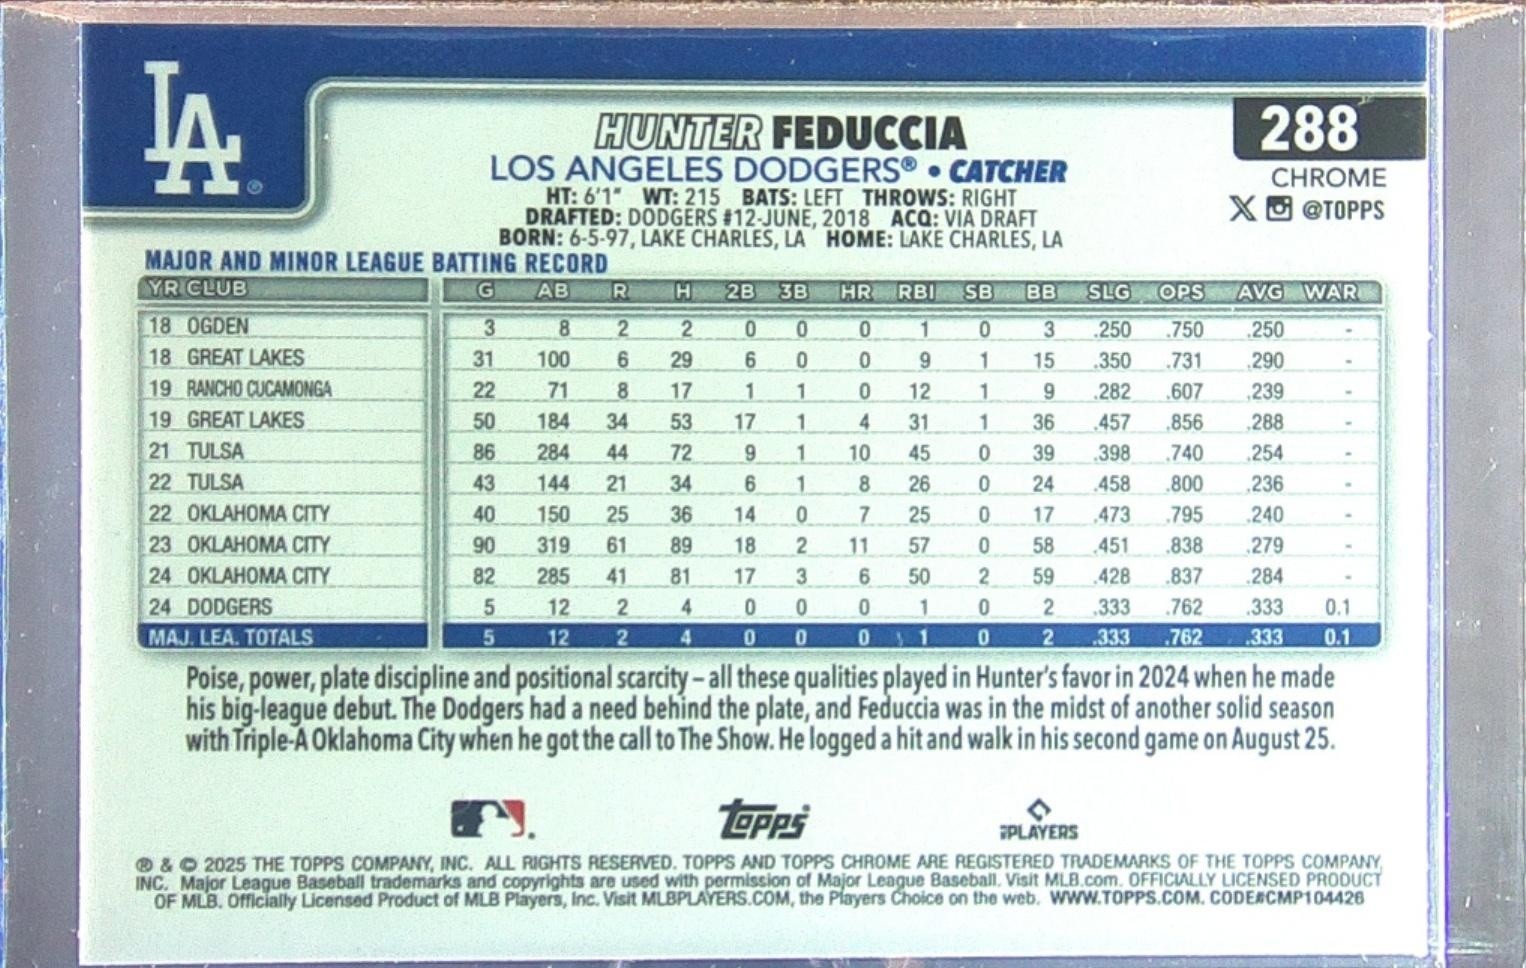 LA®
HUNTER FEDUCCIA
288
LOS ANGELES DODGERS® • CATCHER
CHROME
HT: 6'1" WT: 215 BATS: LEFT THROWS: RIGHT
X @TOPPS
DRAFTED: DODGERS #12-JUNE, 2018 ACQ: VIA DRAFT
BORN: 6-5-97, LAKE CHARLES, LA HOME: LAKE CHARLES, LA
MAJOR AND MINOR LEAGUE BATTING RECORD
YR CLUB G AB R H 2B 3B HR RBI SB BB SLG OPS AVG WAR
18 OGDEN 3 8 2 2 0 0 0 1 0 3 .250 .750 .250 -
18 GREAT LAKES 31 100 6 29 6 0 0 9 1 15 .350 .731 .290 -
19 RANCHO CUCAMONGA 22 71 8 17 1 1 0 12 1 9 .282 .607 .239 -
19 GREAT LAKES 50 184 34 53 17 1 4 31 1 36 .457 .856 .288 -
21 TULSA 86 284 44 72 9 1 10 45 0 39 .398 .740 .254 -
22 TULSA 43 144 21 34 6 1 8 26 0 24 .458 .800 .236 -
22 OKLAHOMA CITY 40 150 25 36 14 0 7 25 0 17 .473 .795 .240 -
23 OKLAHOMA CITY 90 319 61 89 18 2 11 57 0 58 .451 .838 .279 -
24 OKLAHOMA CITY 82 285 41 81 17 3 6 50 2 59 .428 .837 .284 -
24 DODGERS 5 12 2 4 0 0 0 1 0 2 .333 .762 .333 0.1
MAJ. LEA. TOTALS 5 12 2 4 0 0 0 1 0 2 .333 .762 .333 0.1
Poise, power, plate discipline and positional scarcity – all these qualities played in Hunter's favor in 2024 when he made
his big-league debut. The Dodgers had a need behind the plate, and Feduccia was in the midst of another solid season
with Triple-A Oklahoma City when he got the call to The Show. He logged a hit and walk in his second game on August 25.
Topps
MLBPLAYERS
® & © 2025 THE TOPPS COMPANY, INC. ALL RIGHTS RESERVED. TOPPS AND TOPPS CHROME ARE REGISTERED TRADEMARKS OF THE TOPPS COMPANY,
INC. Major League Baseball trademarks and copyrights are used with permission of Major League Baseball. Visit MLB.com. OFFICIALLY LICENSED PRODUCT
OF MLB. Officially Licensed Product of MLB Players, Inc. Visit MLBPLAYERS.COM, the Players Choice on the web. WWW.TOPPS.COM. CODE#CMP104426